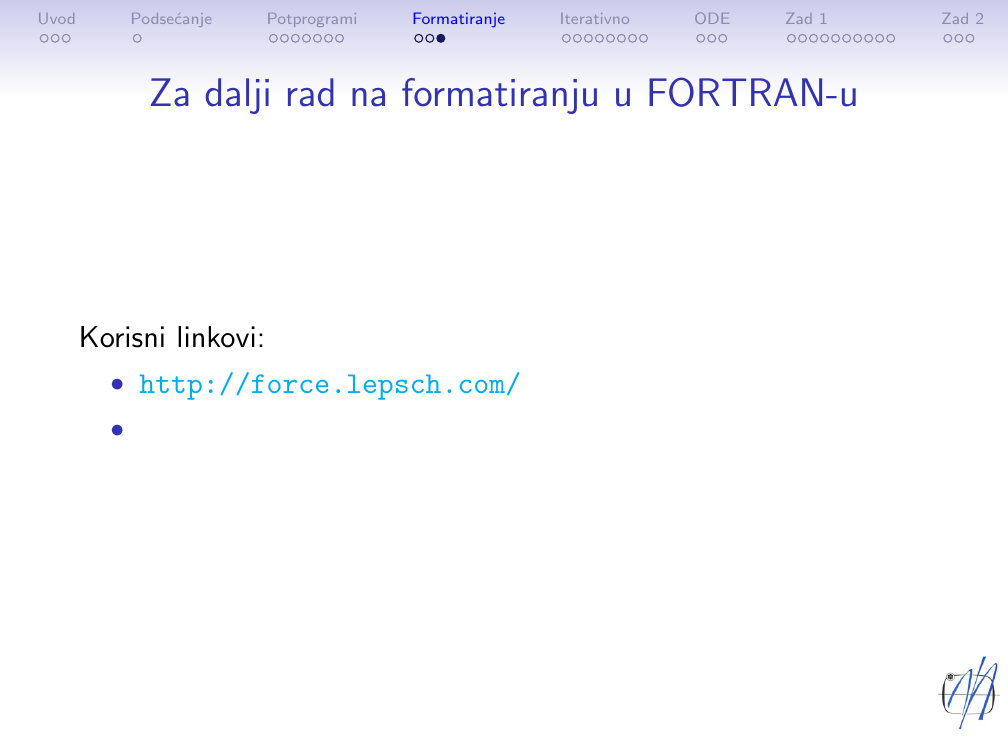 Uvod Podsećanje Potprogrami Formatiranje Iterativno ODE Zad 1 Zad 2
Za dalji rad na formatiranju u FORTRAN-u
Korisni linkovi:
http://force.lepsch.com/